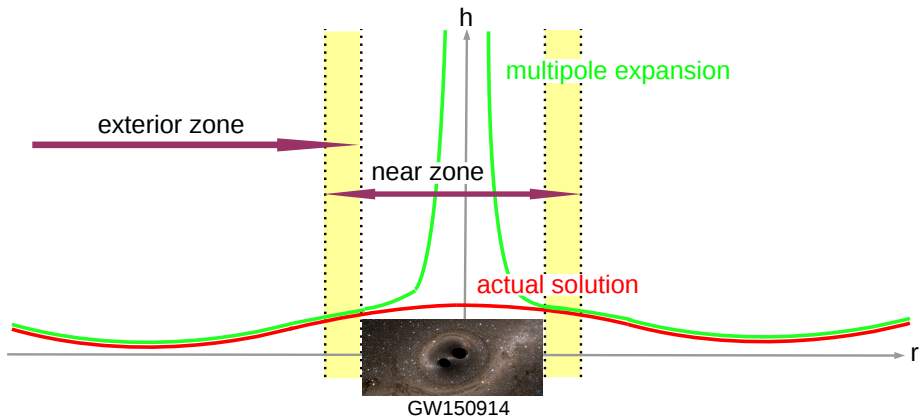 h
multipole expansion
exterior zone
near zone
actual solution
r
GW150914